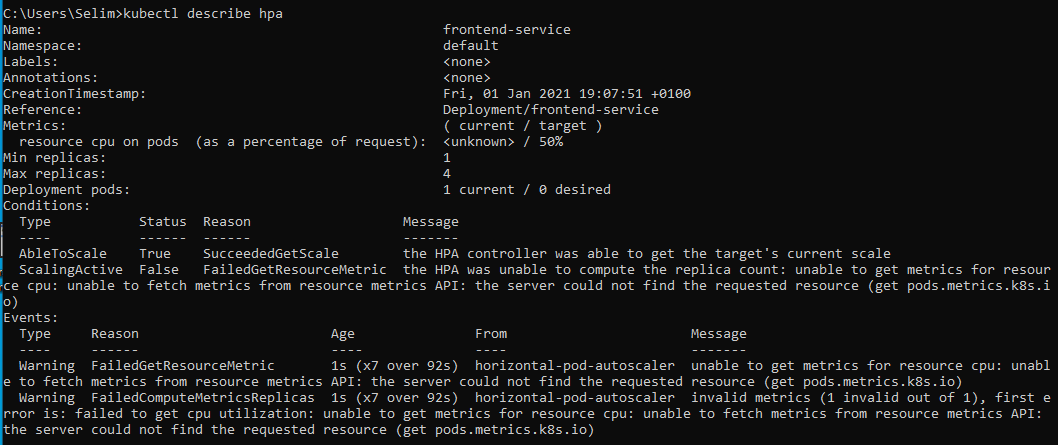 C:\Users\Selim>kubectl describe hpa
Name: frontend-service
Namespace: default
Labels: <none>
Annotations: <none>
CreationTimestamp: Fri, 01 Jan 2021 19:07:51 +0100
Reference: Deployment/frontend-service
Metrics: ( current / target )
  resource cpu on pods  (as a percentage of request): <unknown> / 50%
Min replicas: 1
Max replicas: 4
Deployment pods: 1 current / 0 desired
Conditions:
  Type           Status  Reason                   Message
  ----           ------  ------                   -------
  AbleToScale    True    SucceededGetScale        the HPA controller was able to get the target's current scale
  ScalingActive  False   FailedGetResourceMetric  the HPA was unable to compute the replica count: unable to get metrics for resour
ce cpu: unable to fetch metrics from resource metrics API: the server could not find the requested resource (get pods.metrics.k8s.i
o)
Events:
  Type     Reason                        Age                From                       Message
  ----     ------                        ----               ----                       -------
  Warning  FailedGetResourceMetric       1s (x7 over 92s)  horizontal-pod-autoscaler  unable to get metrics for resource cpu: unabl
e to fetch metrics from resource metrics API: the server could not find the requested resource (get pods.metrics.k8s.io)
  Warning  FailedComputeMetricsReplicas  1s (x7 over 92s)  horizontal-pod-autoscaler  invalid metrics (1 invalid out of 1), first e
rror is: failed to get cpu utilization: unable to get metrics for resource cpu: unable to fetch metrics from resource metrics API:
the server could not find the requested resource (get pods.metrics.k8s.io)